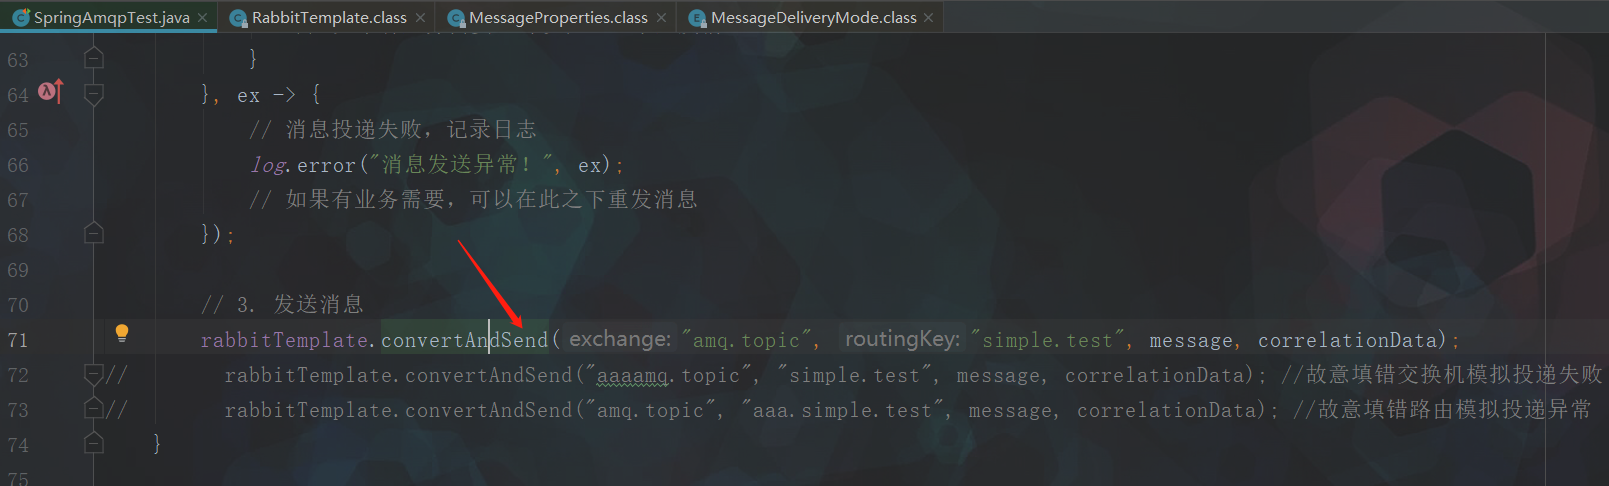 SpringAmqpTest.java RabbitTemplate.class MessageProperties.class MessageDeliveryMode.class
63 }
64 }, ex -> {
65 // 消息投递失败，记录日志
66 log.error("消息发送异常！", ex);
67 // 如果有业务需要，可以在此之下重发消息
68 });
69
70 // 3. 发送消息
71 rabbitTemplate.convertAndSend( exchange: "amq.topic", routingKey: "simple.test", message, correlationData);
72 // rabbitTemplate.convertAndSend("aaaamq.topic", "simple.test", message, correlationData); //故意填错交换机模拟投递失败
73 // rabbitTemplate.convertAndSend("amq.topic", "aaa.simple.test", message, correlationData); //故意填错路由模拟投递异常
74 }
75